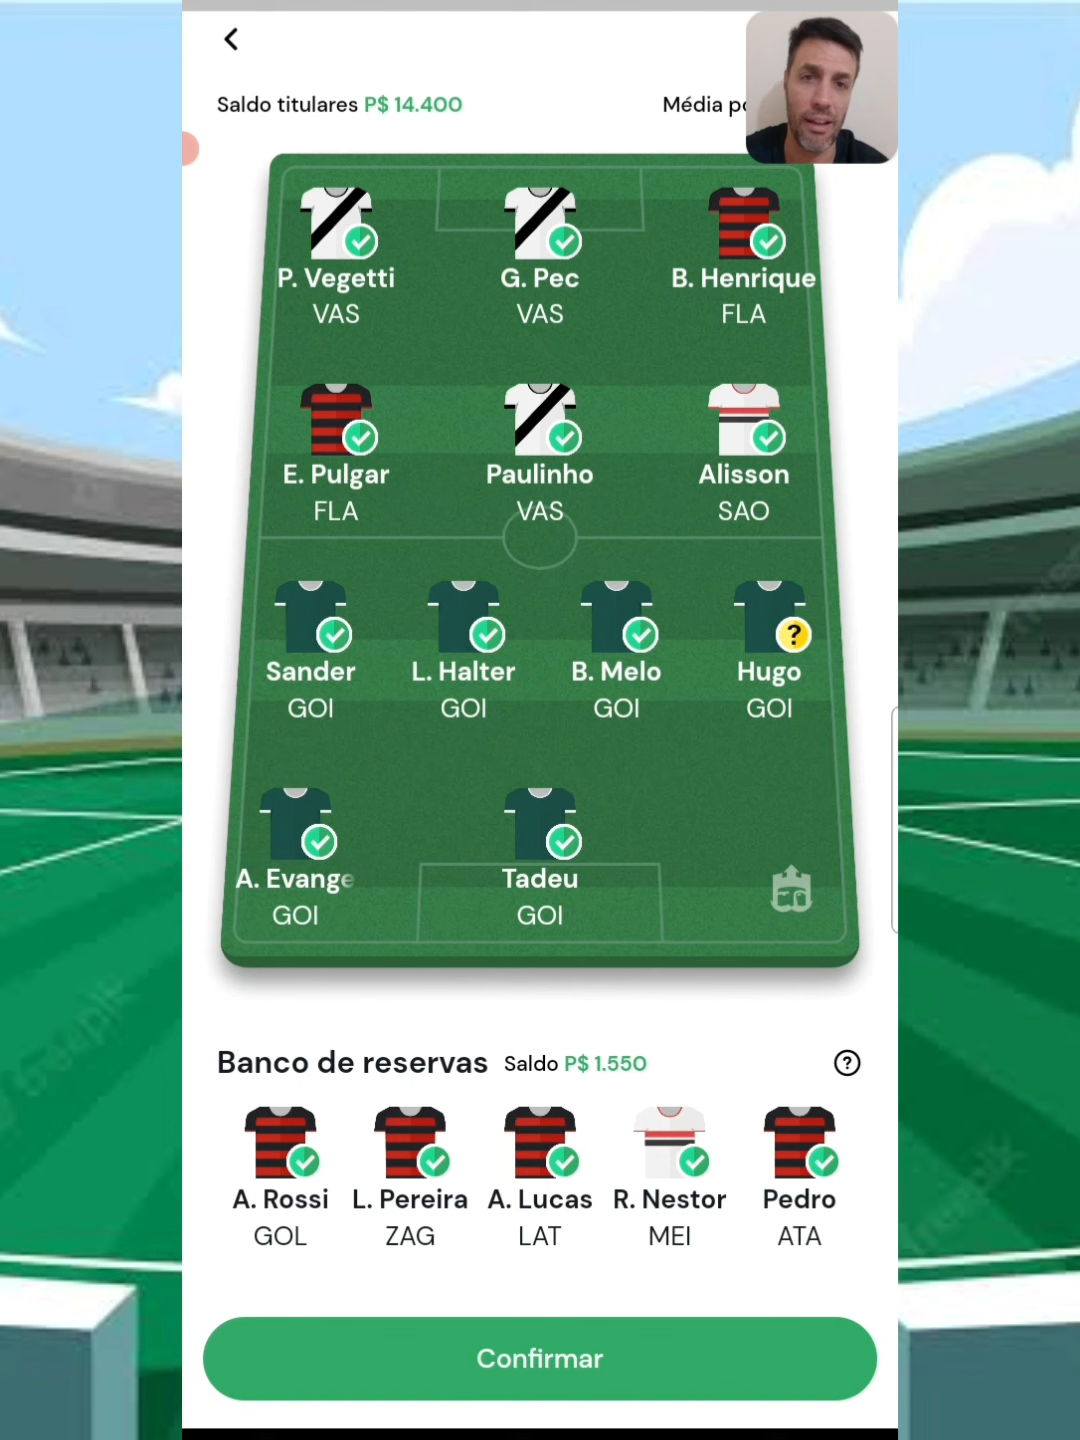 Saldo titulares P$ 14.400
Média
P. Vegetti
G. Pec
B. Henrique
VAS
VAS
FLA
E. Pulgar
Paulinho
Alisson
FLA
VAS
SAO
Sander
L. Halter
B. Melo
?
Hugo
GOI
GOI
GOI
GOI
A. Evange
Tadeu
GOI
GOI
Banco de reservas Saldo P$ 1.550 ?
A. Rossi
L. Pereira
A. Lucas
R. Nestor
Pedro
GOL
ZAG
LAT
MEI
ATA
Confirmar